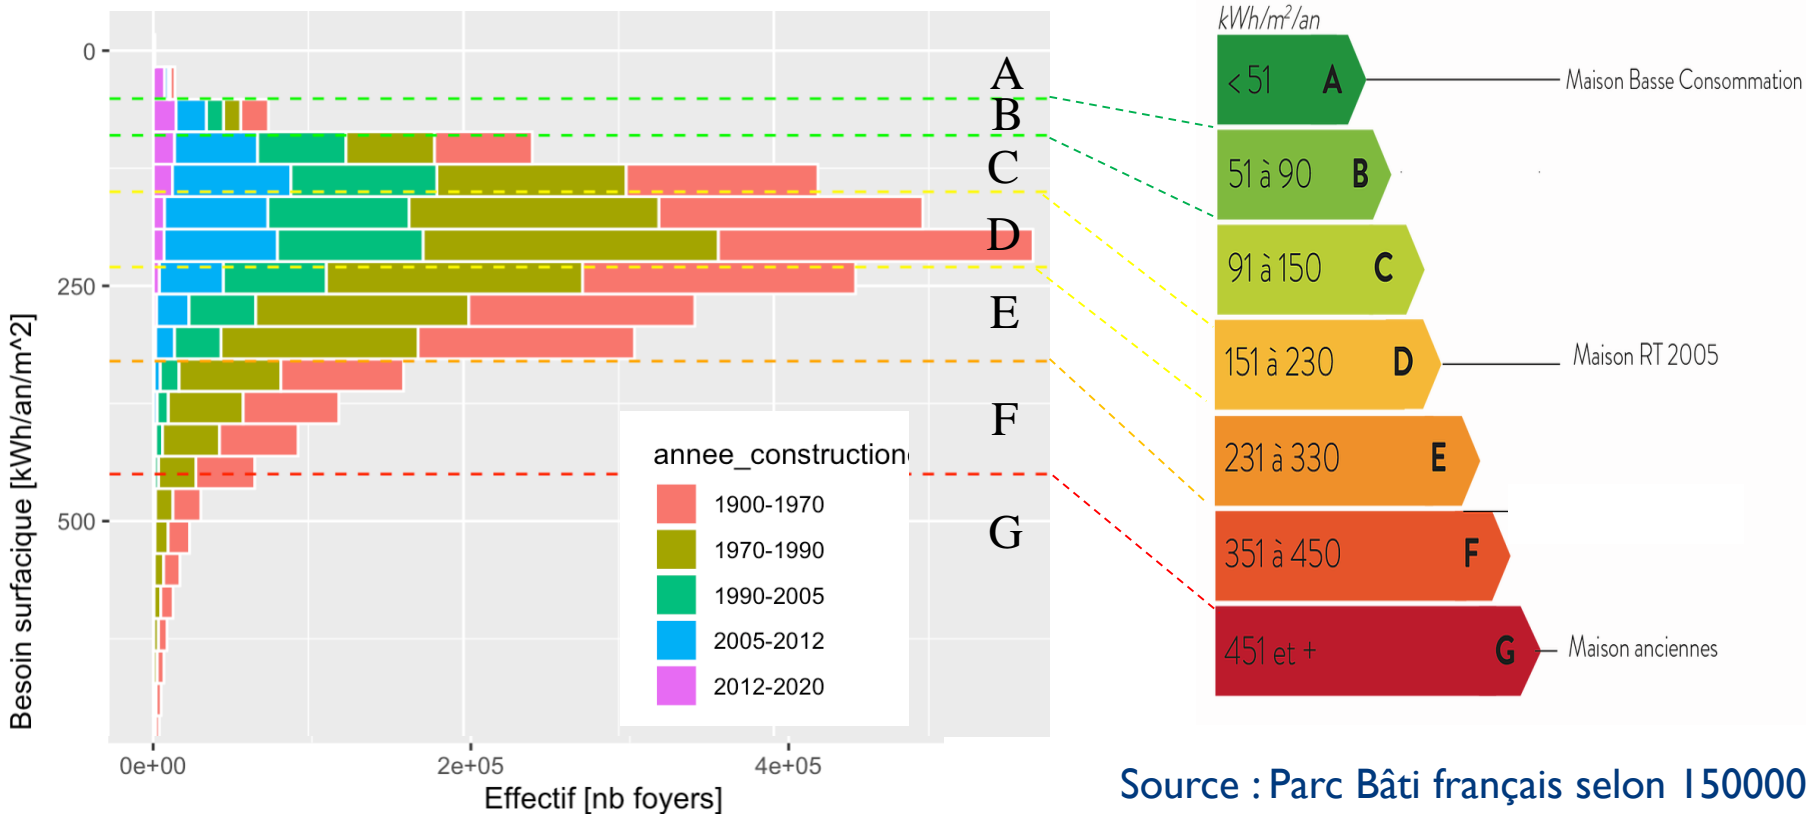 0
250
500
Besoin surfacique [kWh/an/m^2]
0e+00
2e+05
4e+05
Effectif [nb foyers]
A
B
C
D
E
F
G
annee_construction
1900-1970
1970-1990
1990-2005
2005-2012
2012-2020
kWh/m²/an
< 51 A
Maison Basse Consommation
51 à 90 B
91 à 150 C
151 à 230 D
Maison RT 2005
231 à 330 E
351 à 450 F
451 et + G
Maison anciennes
Source : Parc Bâti français selon 150000